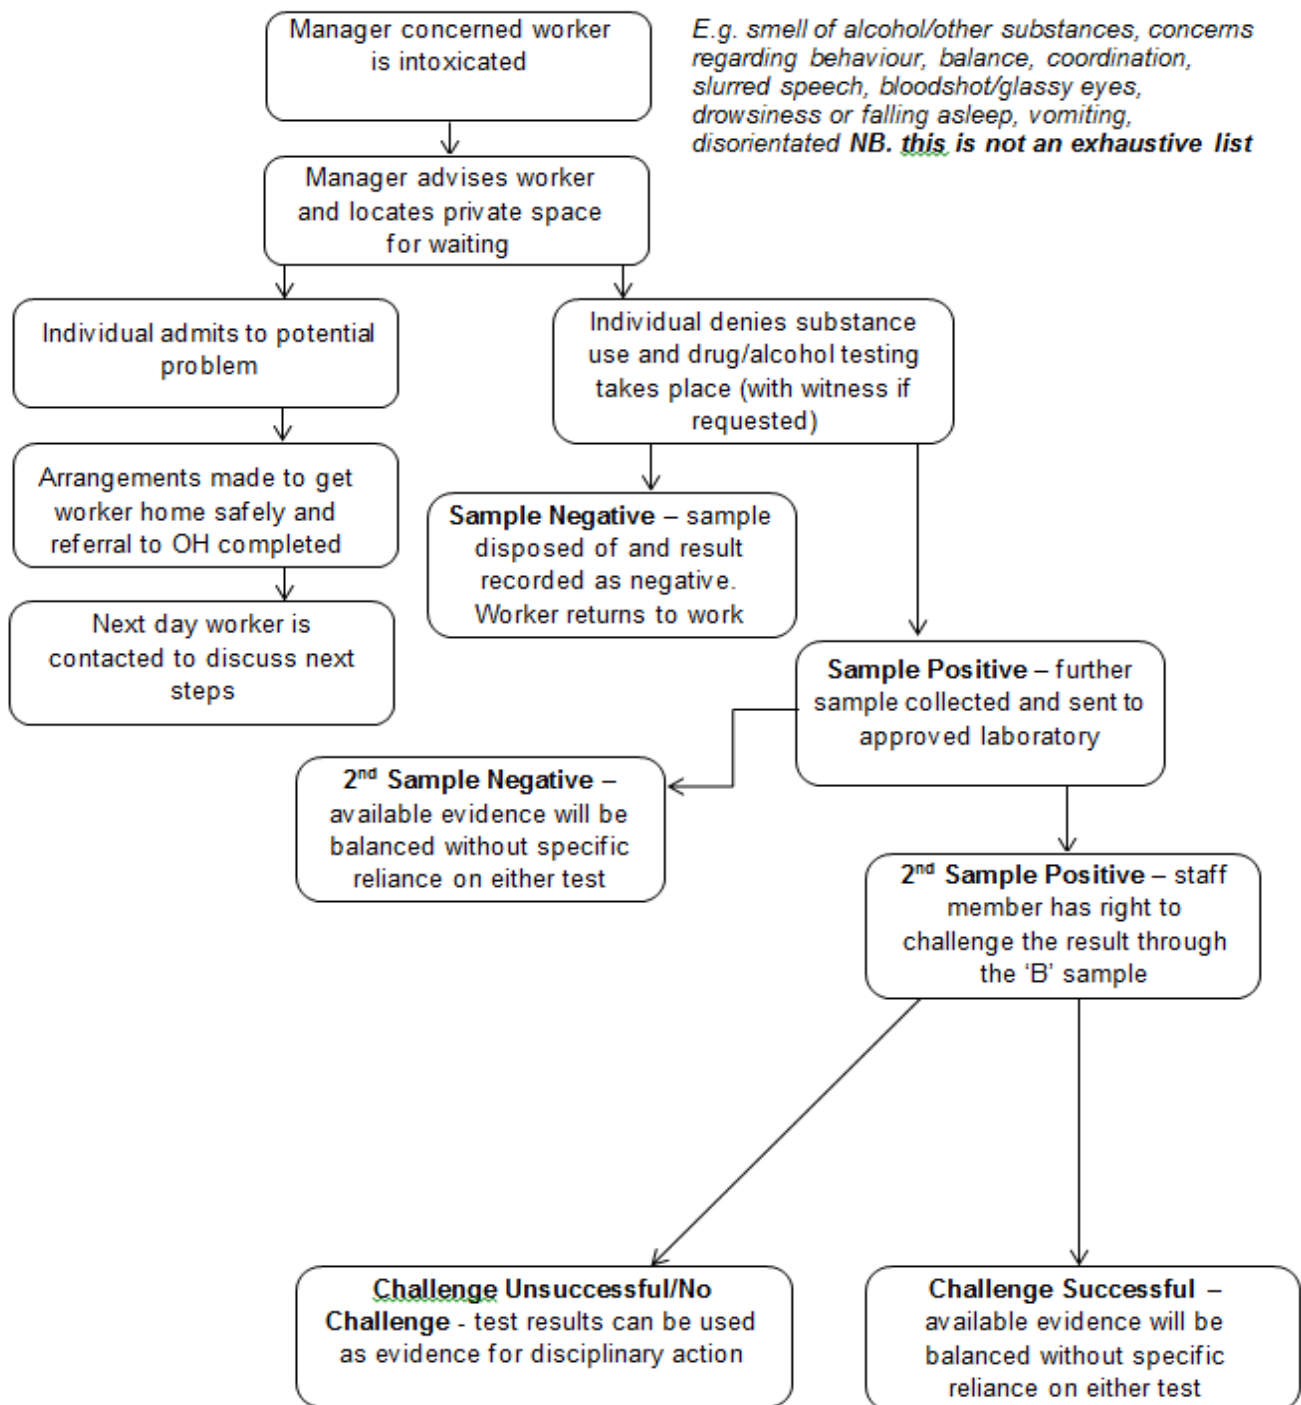 Manager concerned worker
is intoxicated
E.g. smell of alcohol/other substances, concerns
regarding behaviour, balance, coordination,
slurred speech, bloodshot/glassy eyes,
drowsiness or falling asleep, vomiting,
disorientated NB. this is not an exhaustive list
Manager advises worker
and locates private space
for waiting
Individual admits to potential
problem
Individual denies substance
use and drug/alcohol testing
takes place (with witness if
requested)
Arrangements made to get
worker home safely and
referral to OH completed
Sample Negative – sample
disposed of and result
recorded as negative.
Worker returns to work
Next day worker is
contacted to discuss next
steps
Sample Positive – further
sample collected and sent to
approved laboratory
2nd Sample Negative –
available evidence will be
balanced without specific
reliance on either test
2nd Sample Positive – staff
member has right to
challenge the result through
the ‘B’ sample
Challenge Unsuccessful/No
Challenge - test results can be used
as evidence for disciplinary action
Challenge Successful –
available evidence will be
balanced without specific
reliance on either test